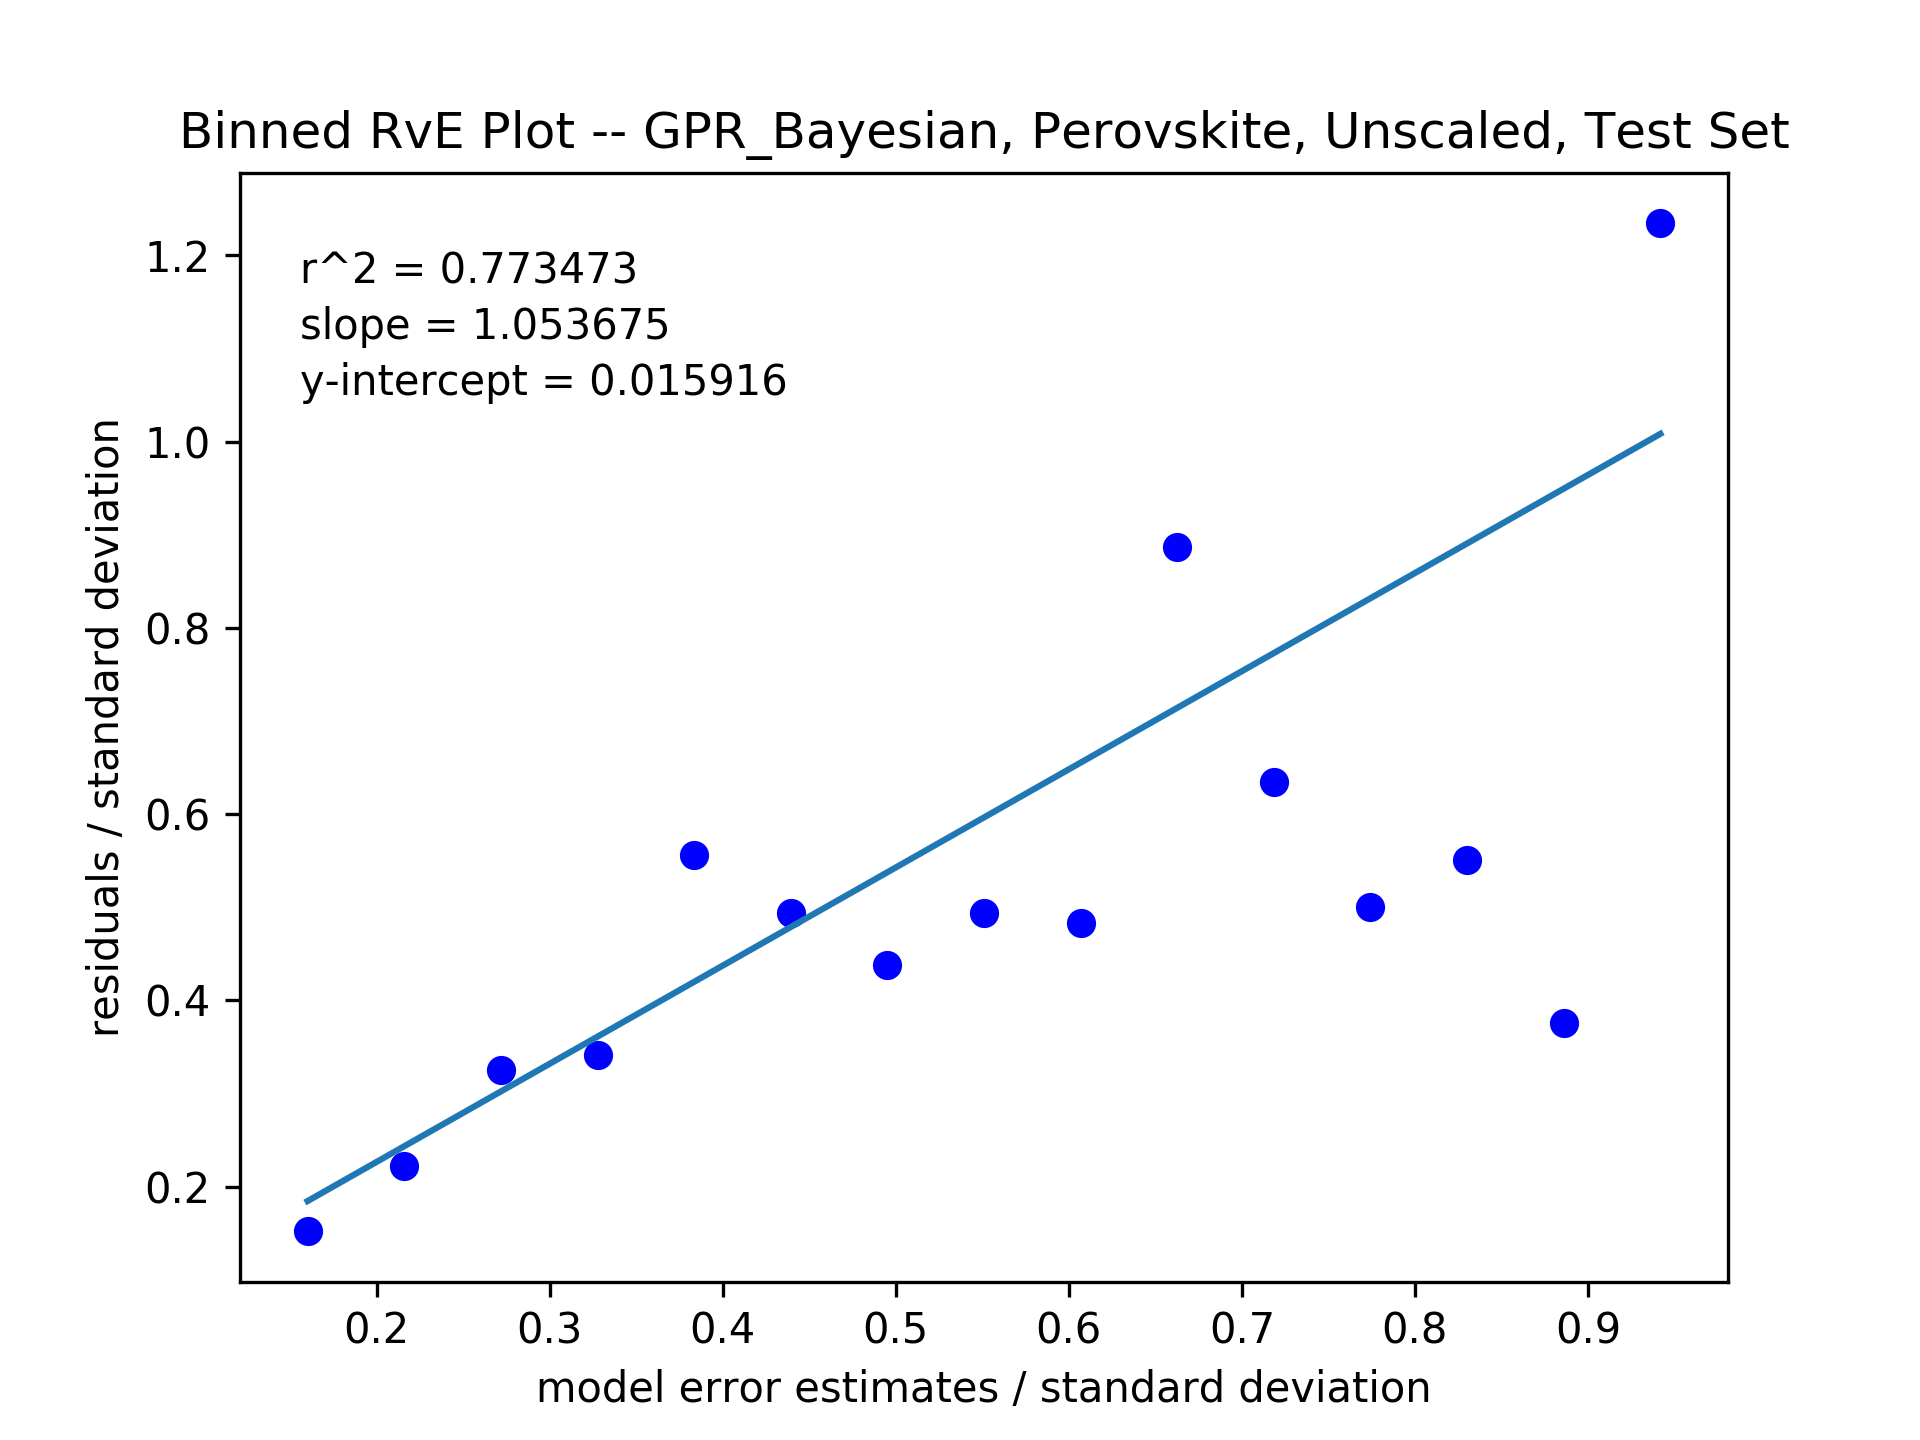 Binned RvE Plot -- GPR_Bayesian, Perovskite, Unscaled, Test Set
r^2 = 0.773473
slope = 1.053675
y-intercept = 0.015916
residuals / standard deviation
1.2
1.0
0.8
0.6
0.4
0.2
0.2 0.3 0.4 0.5 0.6 0.7 0.8 0.9
model error estimates / standard deviation